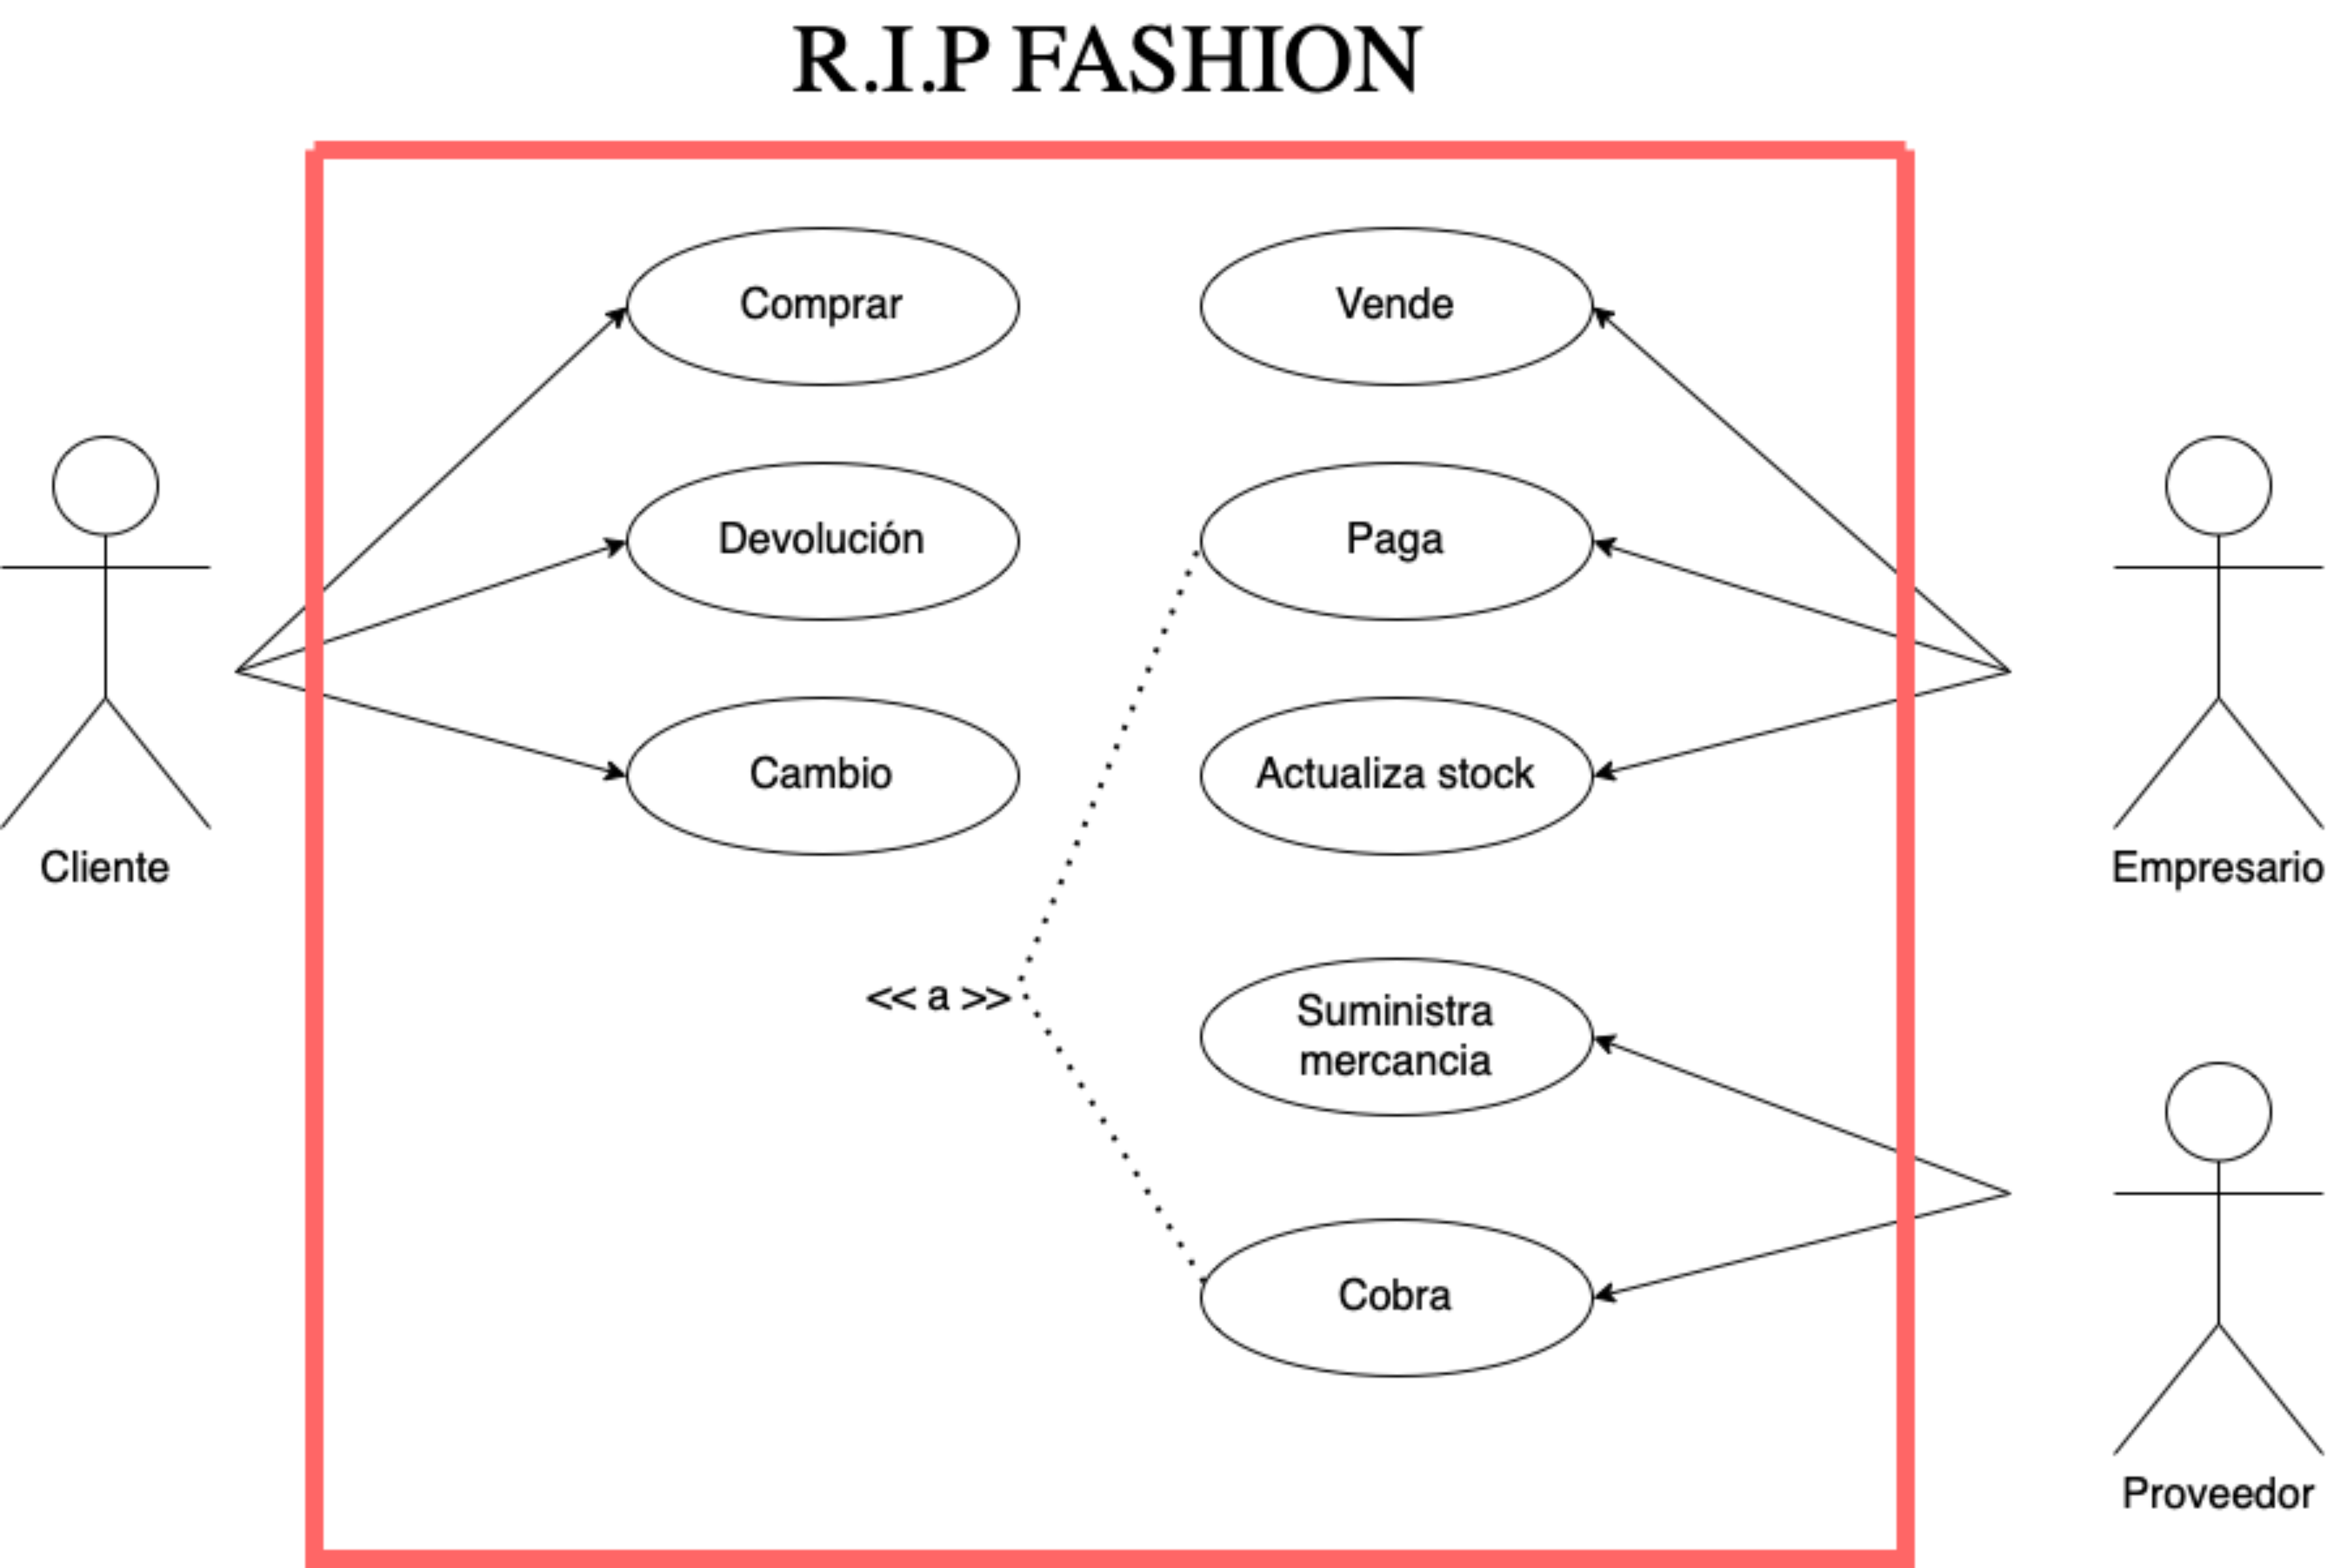 R.I.P FASHION
Comprar
Vende
Devolución
Paga
Cambio
Actualiza stock
Cliente
Empresario
<< a >>
Suministra
mercancia
Cobra
Proveedor